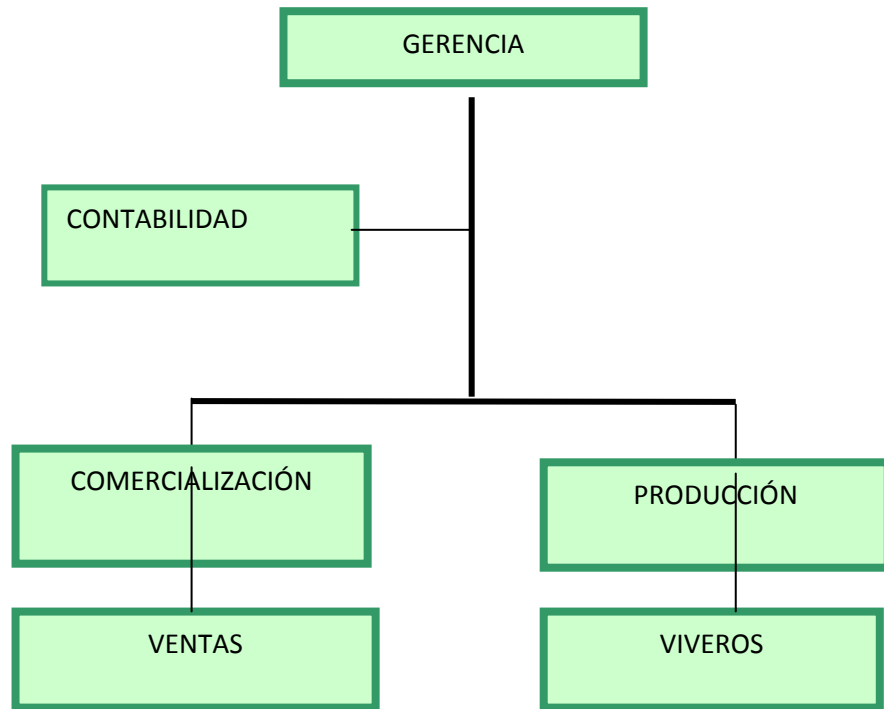 GERENCIA
CONTABILIDAD
COMERCIALIZACIÓN
PRODUCCIÓN
VENTAS
VIVEROS